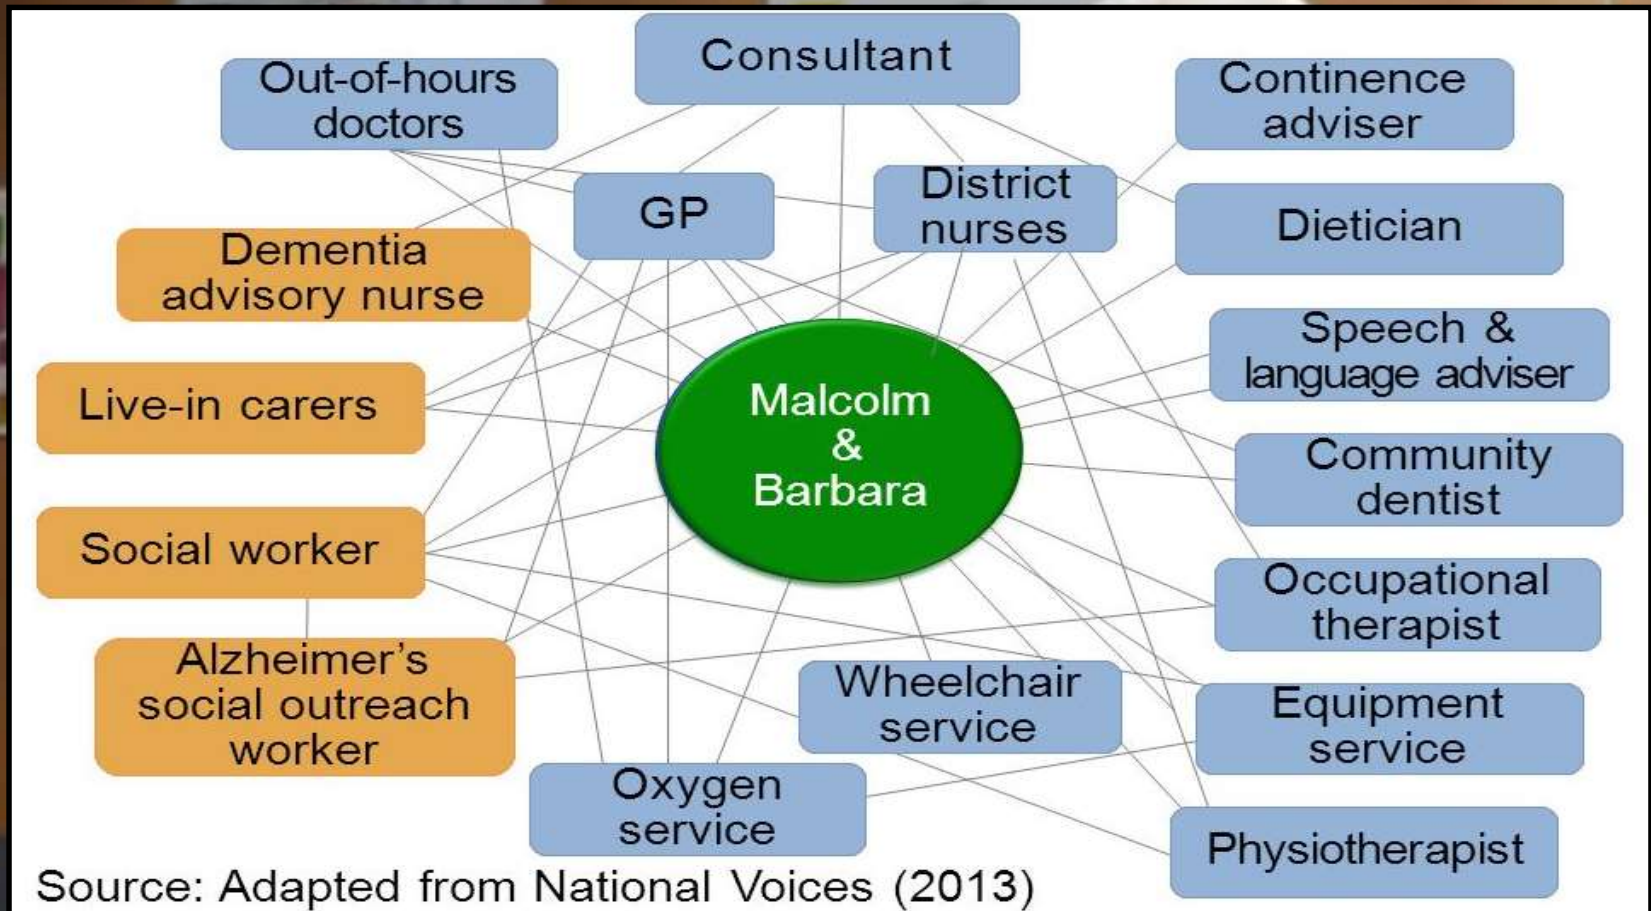 Consultant
Out-of-hours
doctors
Continence
adviser
GP
District
nurses
Dietician
Dementia
advisory nurse
Speech &
language adviser
Live-in carers
Malcolm
&
Barbara
Community
dentist
Social worker
Occupational
therapist
Alzheimer’s
social outreach
worker
Wheelchair
service
Equipment
service
Oxygen
service
Physiotherapist
Source: Adapted from National Voices (2013)